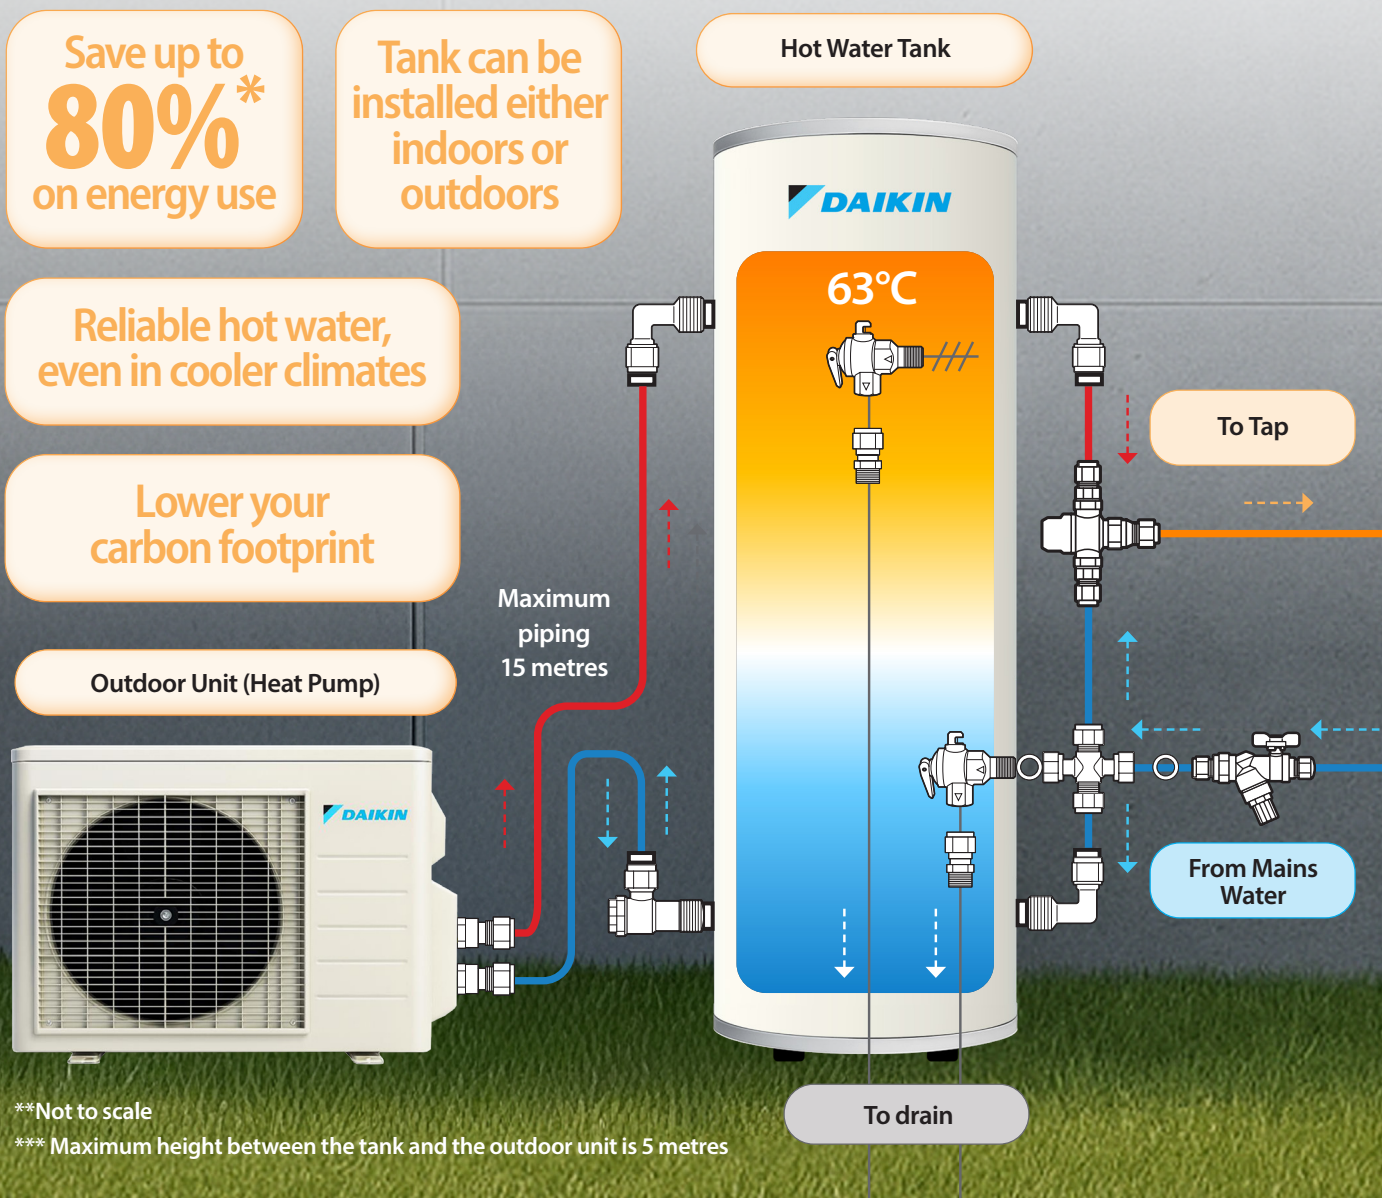 Save up to
80%*
on energy use
Tank can be
installed either
indoors or
outdoors
Hot Water Tank
DAIKIN
63°C
Reliable hot water,
even in cooler climates
To Tap
Lower your
carbon footprint
Maximum
piping
15 metres
Outdoor Unit (Heat Pump)
DAIKIN
From Mains
Water
To drain
**Not to scale
*** Maximum height between the tank and the outdoor unit is 5 metres